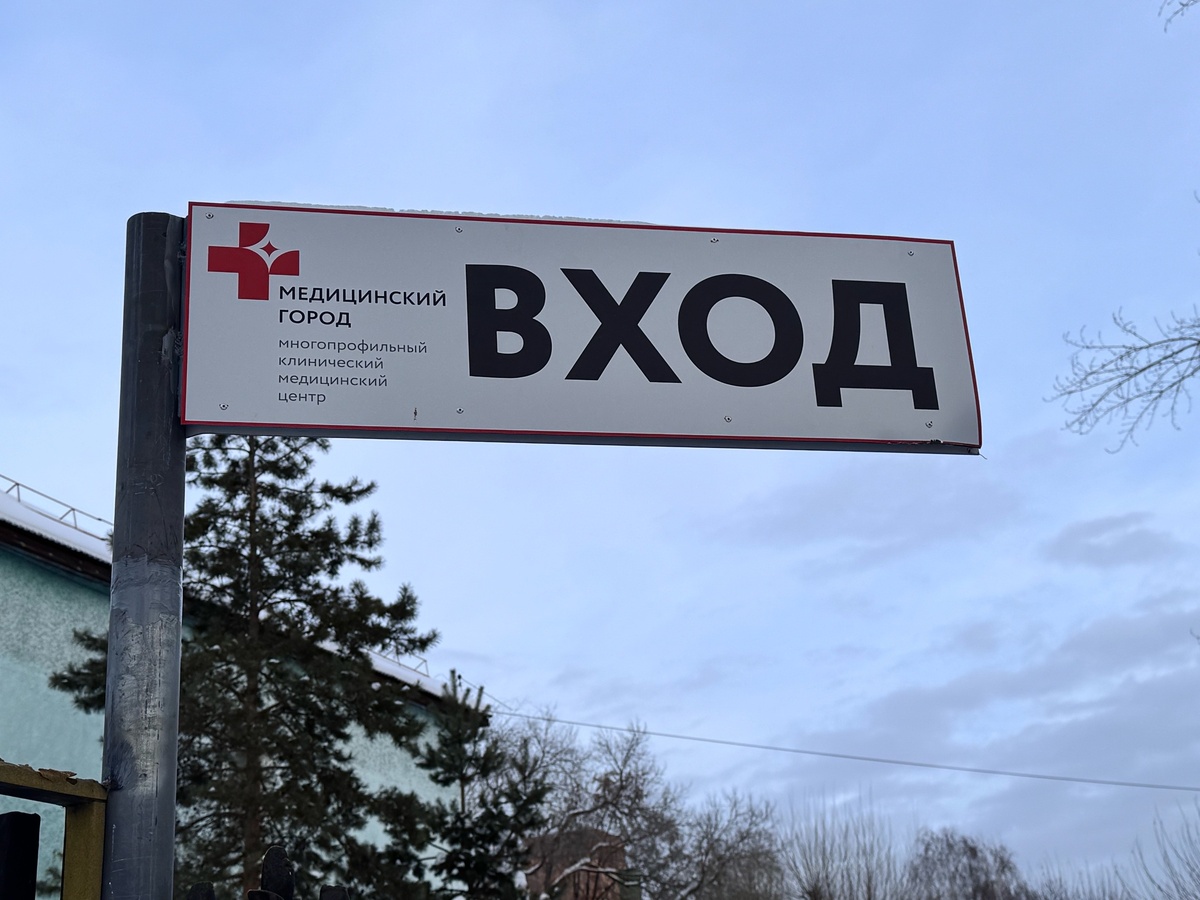 МЕДИЦИНСКИЙ
ГОРОД
многопрофильный
клинический
медицинский
центр
ВХОД